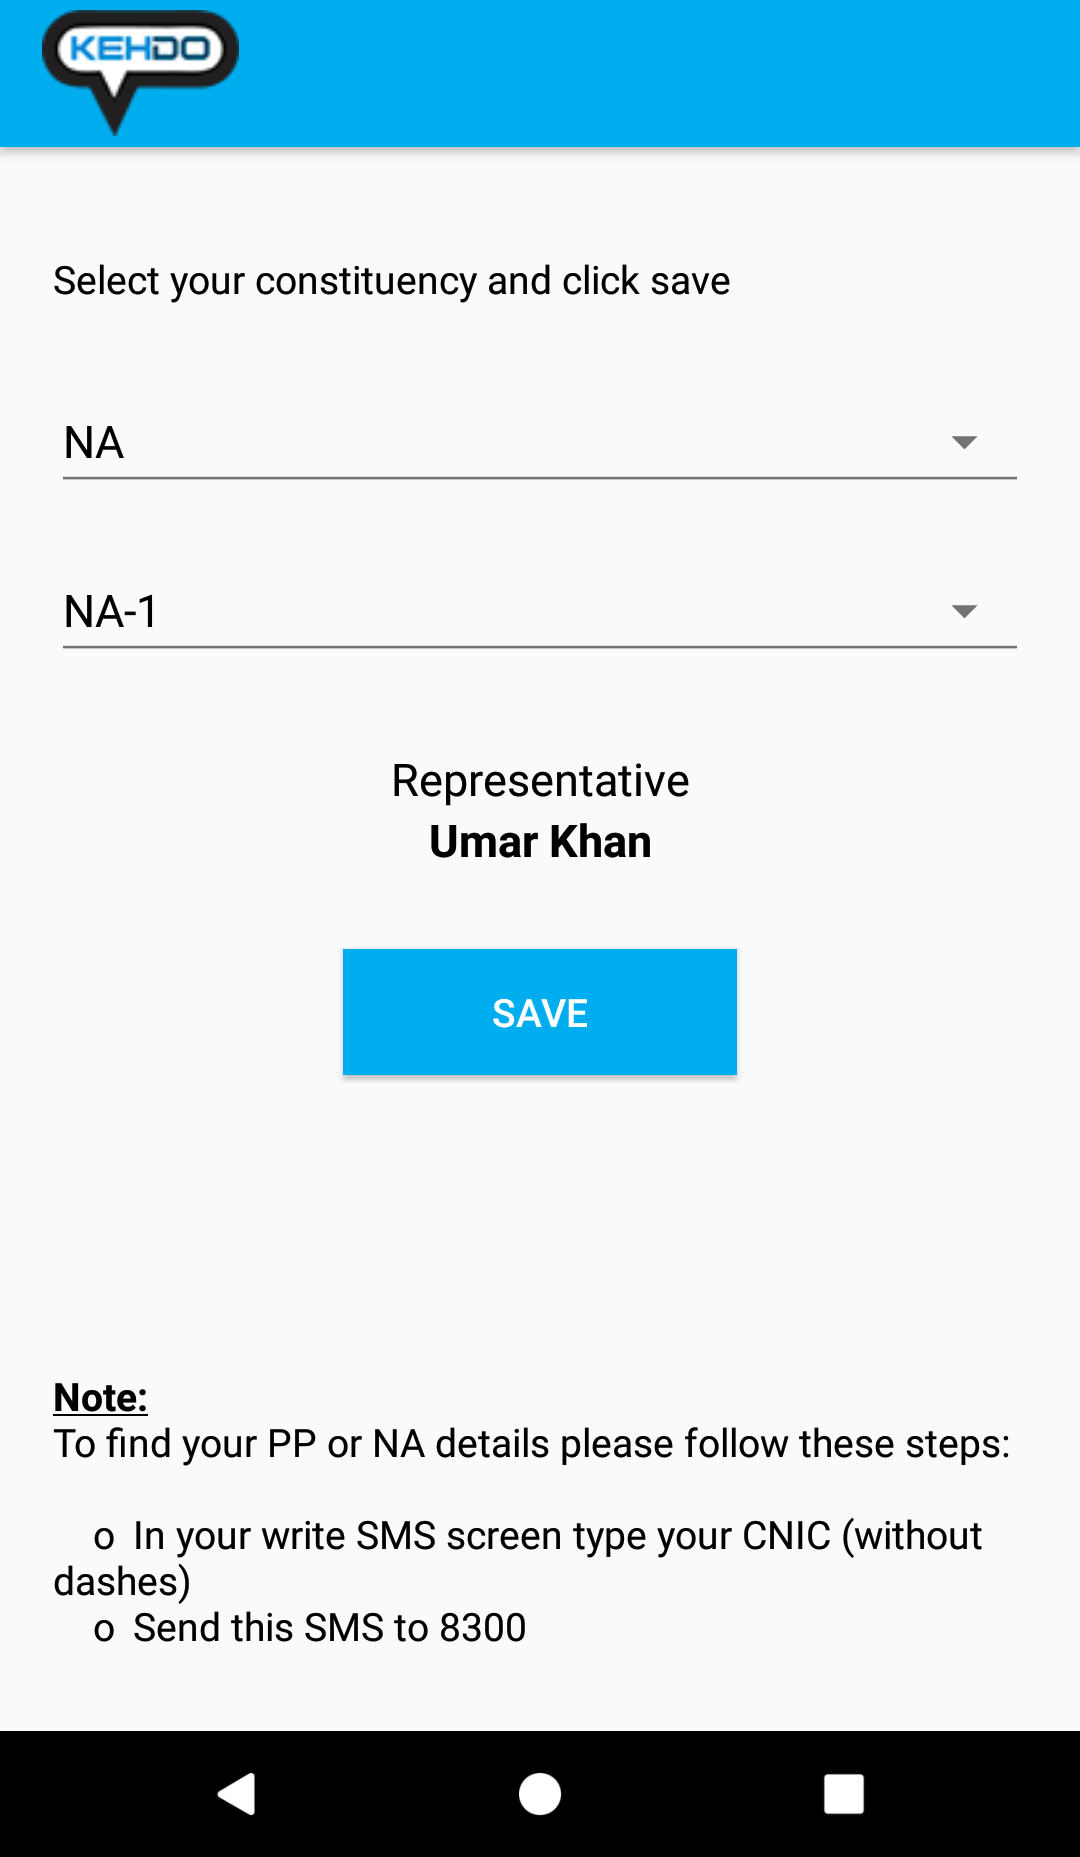 KEHDO
Select your constituency and click save
NA
NA-1
Representative
Umar Khan
SAVE
Note:
To find your PP or NA details please follow these steps:
o In your write SMS screen type your CNIC (without
dashes)
o Send this SMS to 8300